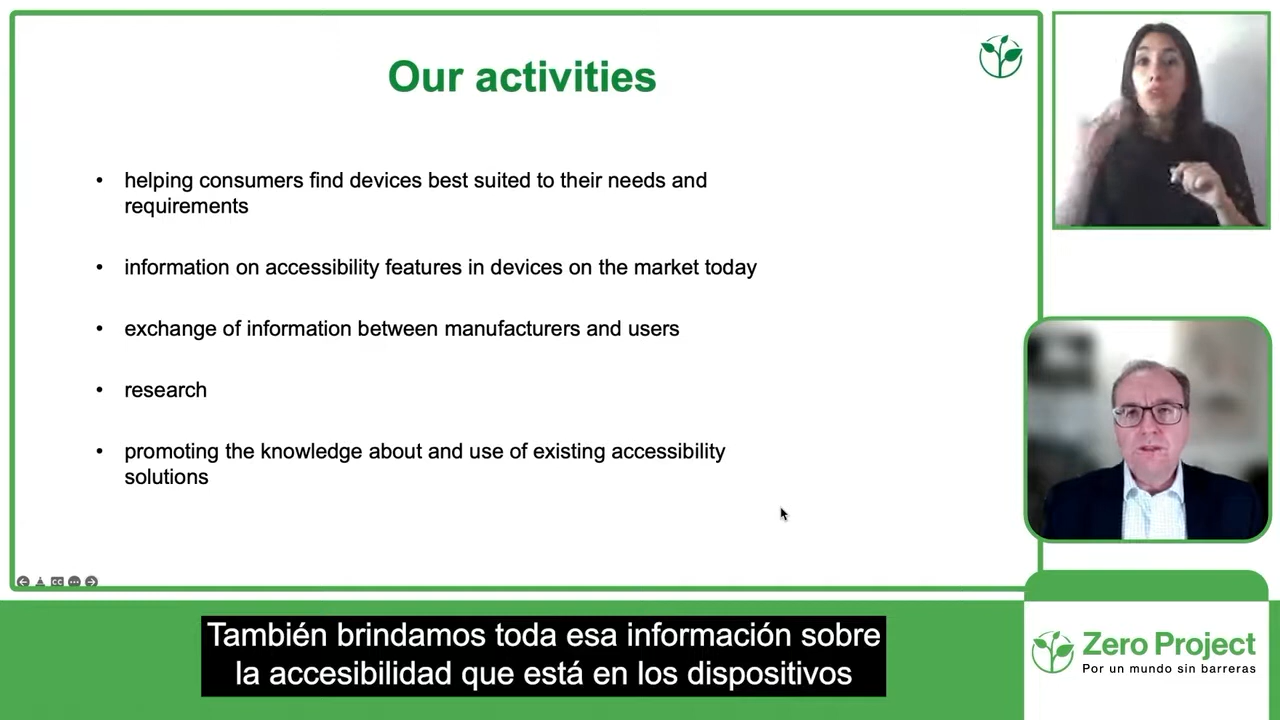 Our activities
• helping consumers find devices best suited to their needs and
requirements
• information on accessibility features in devices on the market today
• exchange of information between manufacturers and users
• research
• promoting the knowledge about and use of existing accessibility
solutions
CC
También brindamos toda esa información sobre
la accesibilidad que está en los dispositivos
Zero Project
Por un mundo sin barreras